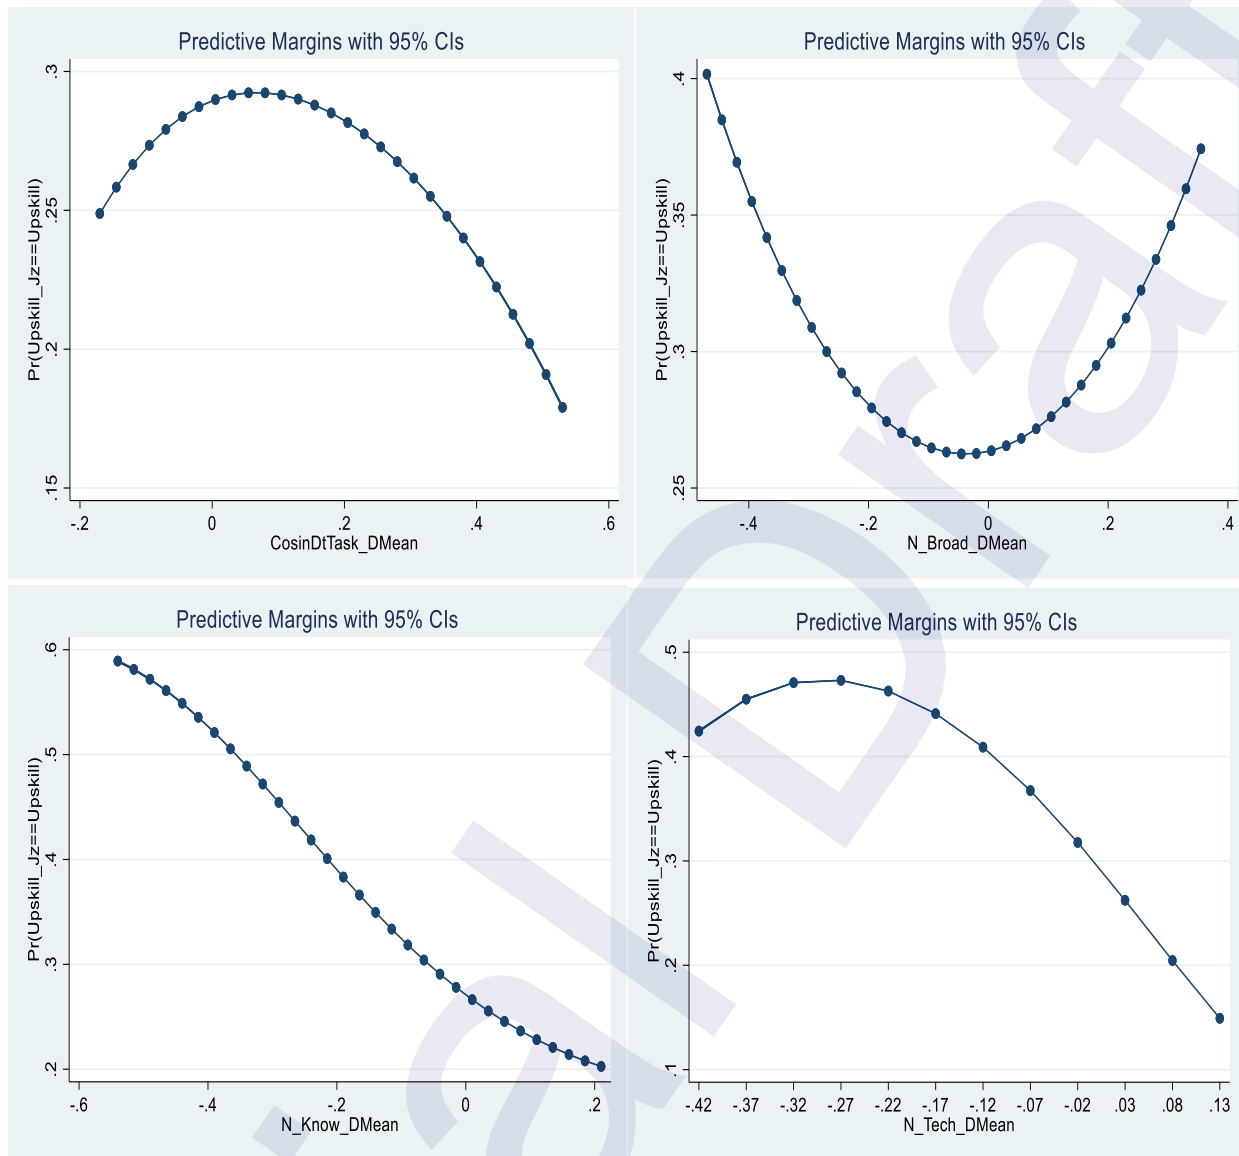 Predictive Margins with 95% CIs
Pr(Upskill_Jz==Upskill)
.3
.25
.2
.15
-.2 0 .2 .4 .6
CosinDtTask_DMean
Predictive Margins with 95% CIs
Pr(Upskill_Jz==Upskill)
.4
.35
.3
.25
-.4 -.2 0 .2 .4
N_Broad_DMean
Predictive Margins with 95% CIs
Pr(Upskill_Jz==Upskill)
.6
.5
.4
.3
.2
-.6 -.4 -.2 0 .2
N_Know_DMean
Predictive Margins with 95% CIs
Pr(Upskill_Jz==Upskill)
.5
.4
.3
.2
.1
-.42 -.37 -.32 -.27 -.22 -.17 -.12 -.07 -.02 .03 .08 .13
N_Tech_DMean
Draft